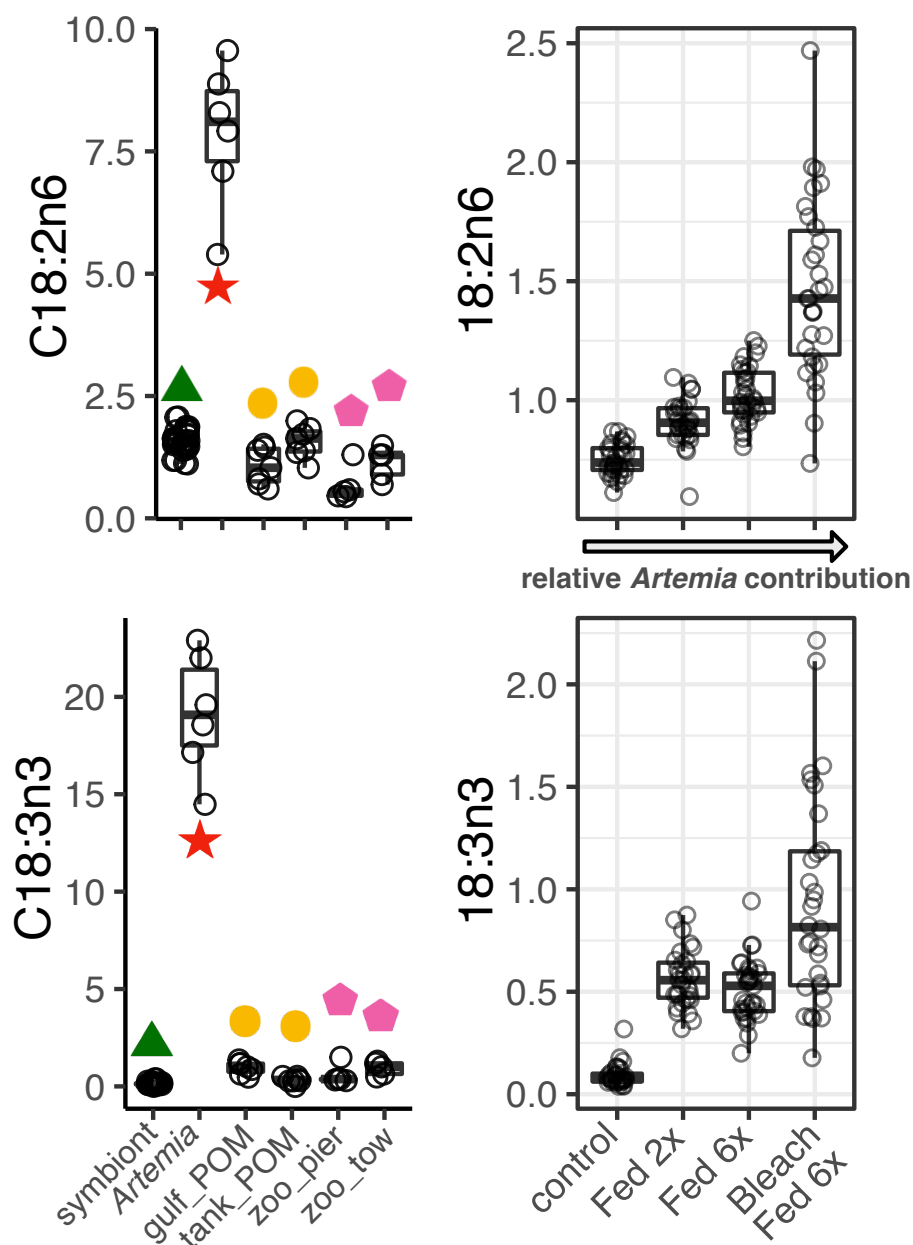 C18:2n6
10.0
7.5
5.0
2.5
0.0
18:2n6
2.5
2.0
1.5
1.0
relative Artemia contribution
C18:3n3
20
15
10
5
0
symbiont
Artemia
gulf_POM
tank_POM
zoo_pier
zoo_tow
18:3n3
2.0
1.5
1.0
0.5
0.0
control
Fed 2x
Fed 6x
Bleach
Fed 6x